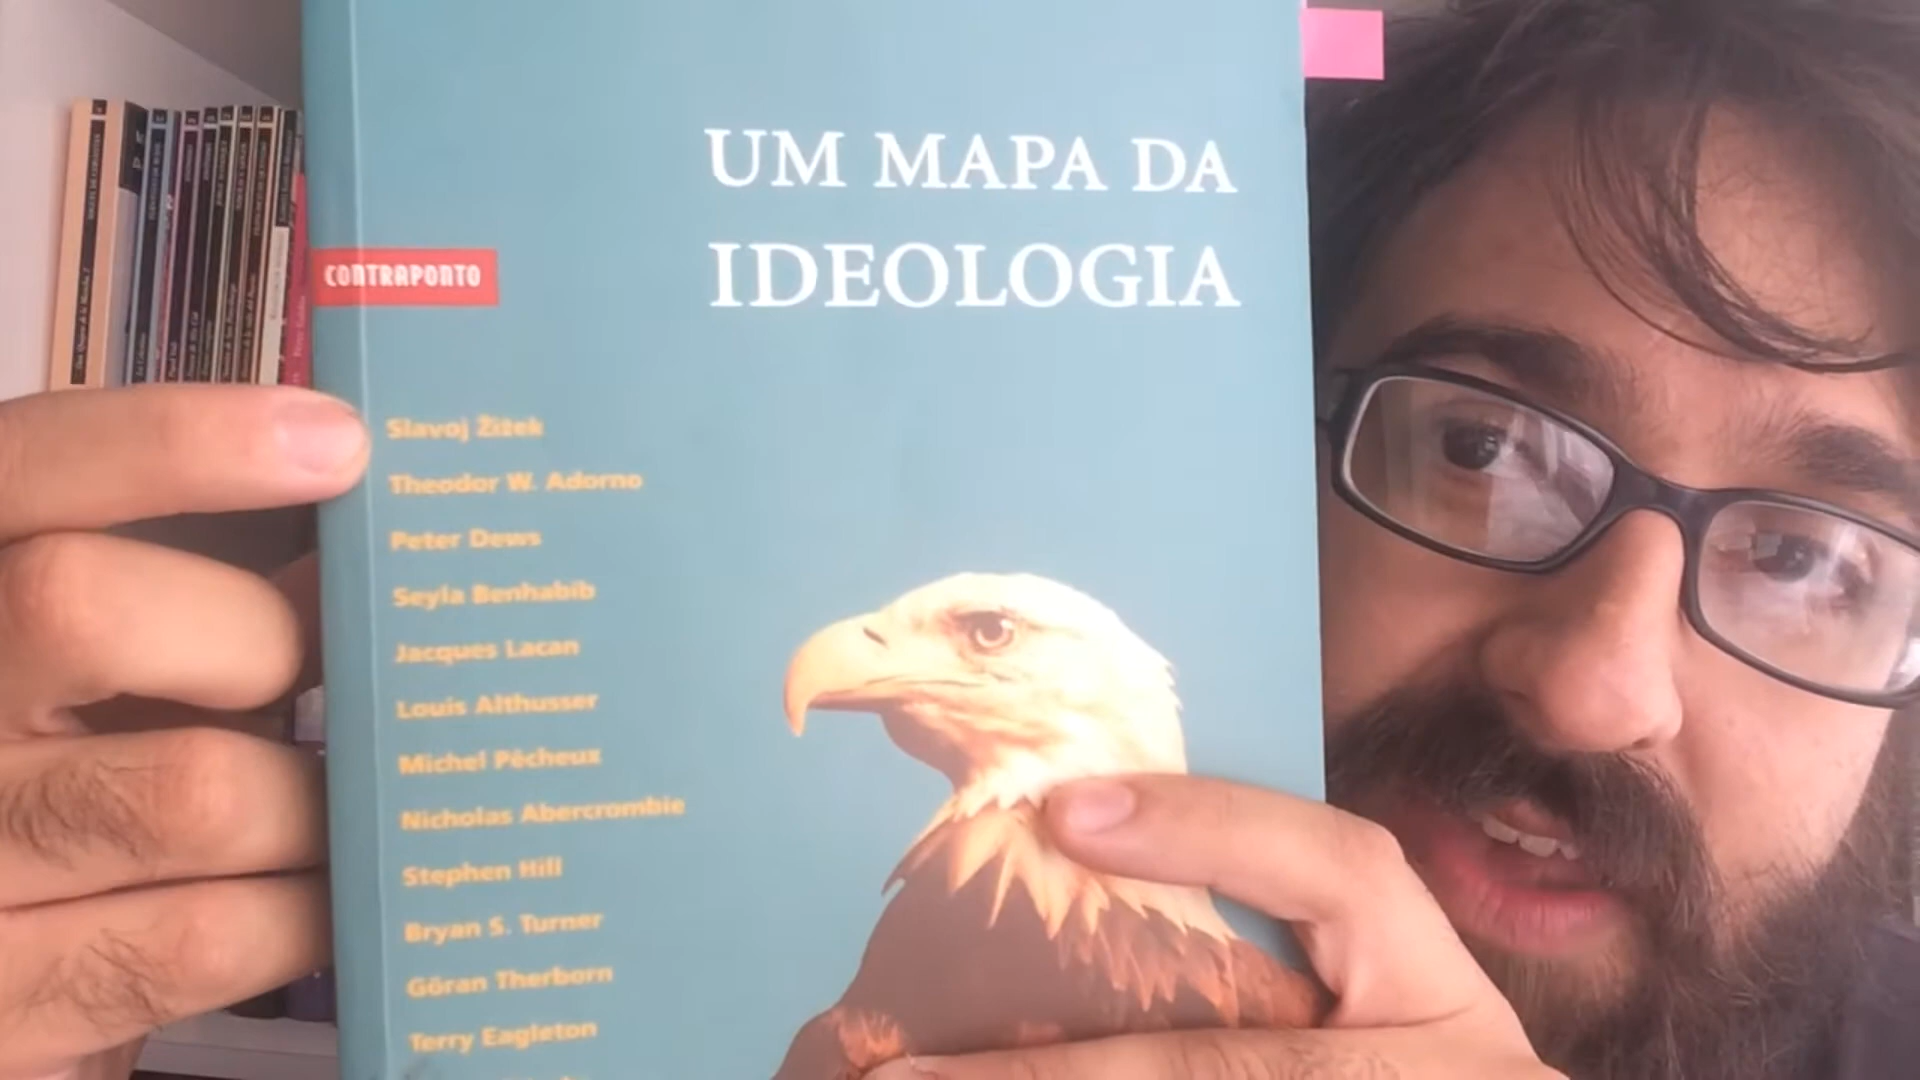 UM MAPA DA
IDEOLOGIA
CONTRAPONTO
Slavoj Žižek
Theodor W. Adorno
Peter Dews
Seyla Benhabib
Jacques Lacan
Louis Althusser
Michel Pêcheux
Nicholas Abercrombie
Stephen Hill
Bryan S. Turner
Göran Therborn
Terry Eagleton